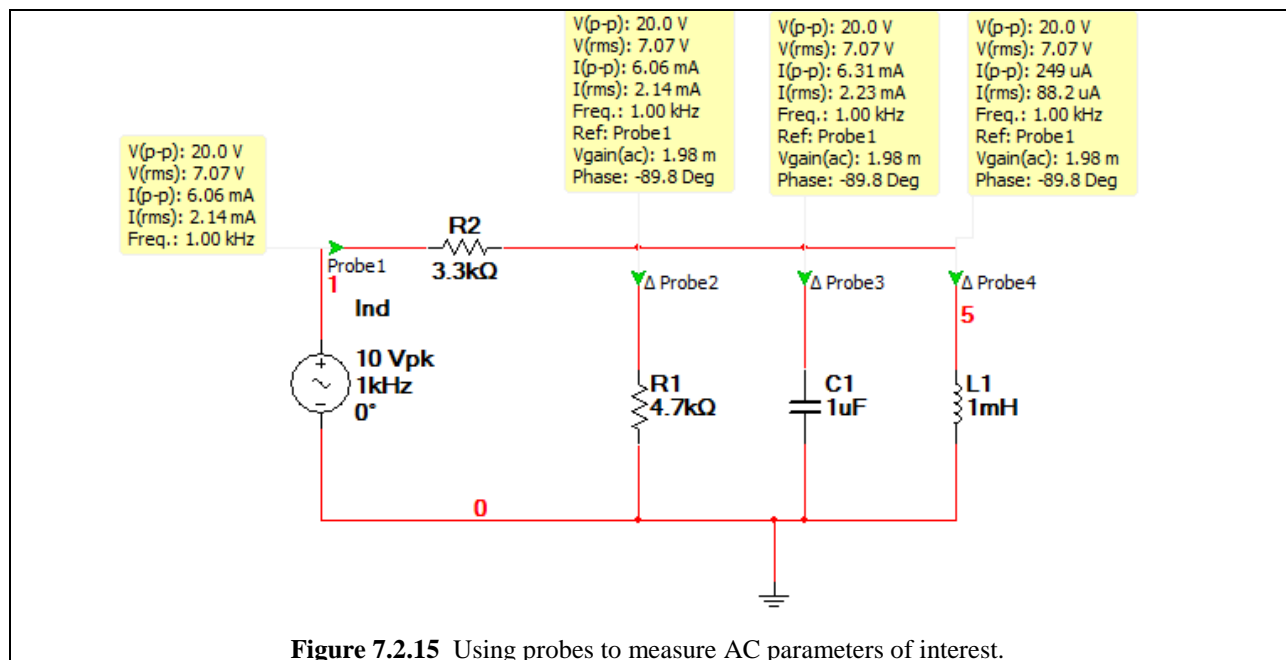 V(p-p): 20.0 V
V(rms): 7.07 V
I(p-p): 6.06 mA
I(rms): 2.14 mA
Freq.: 1.00 kHz
Ref: Probe1
Vgain(ac): 1.98 m
Phase: -89.8 Deg
V(p-p): 20.0 V
V(rms): 7.07 V
I(p-p): 6.31 mA
I(rms): 2.23 mA
Freq.: 1.00 kHz
Ref: Probe1
Vgain(ac): 1.98 m
Phase: -89.8 Deg
V(p-p): 20.0 V
V(rms): 7.07 V
I(p-p): 249 uA
I(rms): 88.2 uA
Freq.: 1.00 kHz
Ref: Probe1
Vgain(ac): 1.98 m
Phase: -89.8 Deg
V(p-p): 20.0 V
V(rms): 7.07 V
I(p-p): 6.06 mA
I(rms): 2.14 mA
Freq.: 1.00 kHz
R2
3.3kΩ
Probe1
1
Ind
Δ Probe2
Δ Probe3
Δ Probe4
5
10 Vpk
1kHz
0°
R1
4.7kΩ
C1
1uF
L1
1mH
0
Figure 7.2.15 Using probes to measure AC parameters of interest.